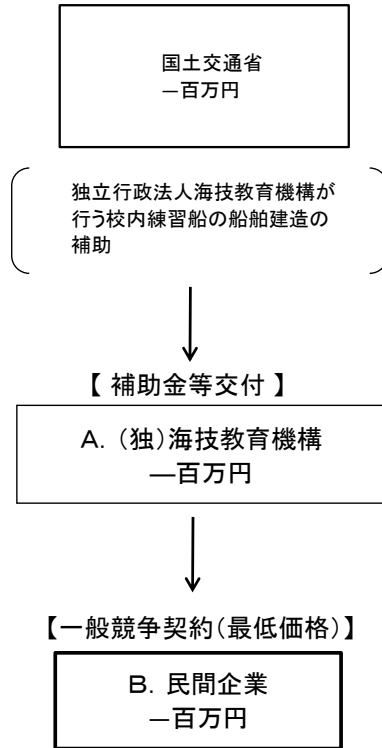 国土交通省
―百万円
独立行政法人海技教育機構が
行う校内練習船の船舶建造の
補助
【 補助金等交付 】
A. （独）海技教育機構
―百万円
【一般競争契約（最低価格）】
B. 民間企業
―百万円